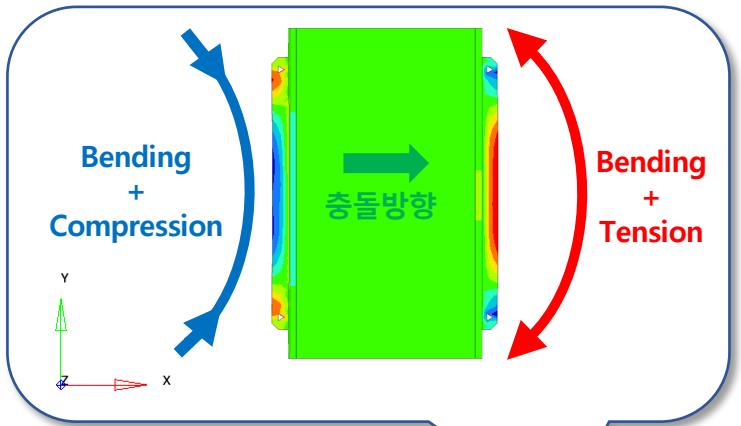 Bending
+
Compression
충돌방향
Bending
+
Tension
Y
Z
X